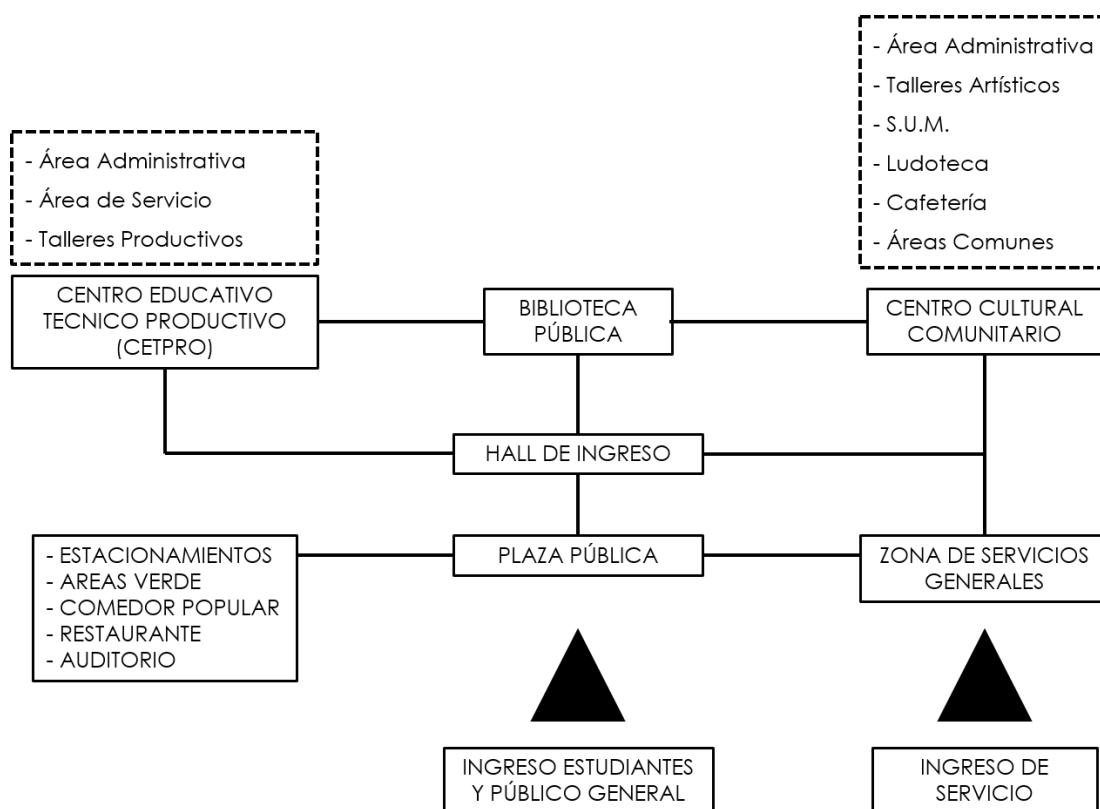 - Área Administrativa
- Talleres Artísticos
- S.U.M.
- Ludoteca
- Cafetería
- Áreas Comunes
- Área Administrativa
- Área de Servicio
- Talleres Productivos
CENTRO EDUCATIVO
TECNICO PRODUCTIVO
(CETPRO)
BIBLIOTECA
PÚBLICA
CENTRO CULTURAL
COMUNITARIO
HALL DE INGRESO
- ESTACIONAMIENTOS
- AREAS VERDE
- COMEDOR POPULAR
- RESTAURANTE
- AUDITORIO
PLAZA PÚBLICA
ZONA DE SERVICIOS
GENERALES
INGRESO ESTUDIANTES
Y PÚBLICO GENERAL
INGRESO DE
SERVICIO